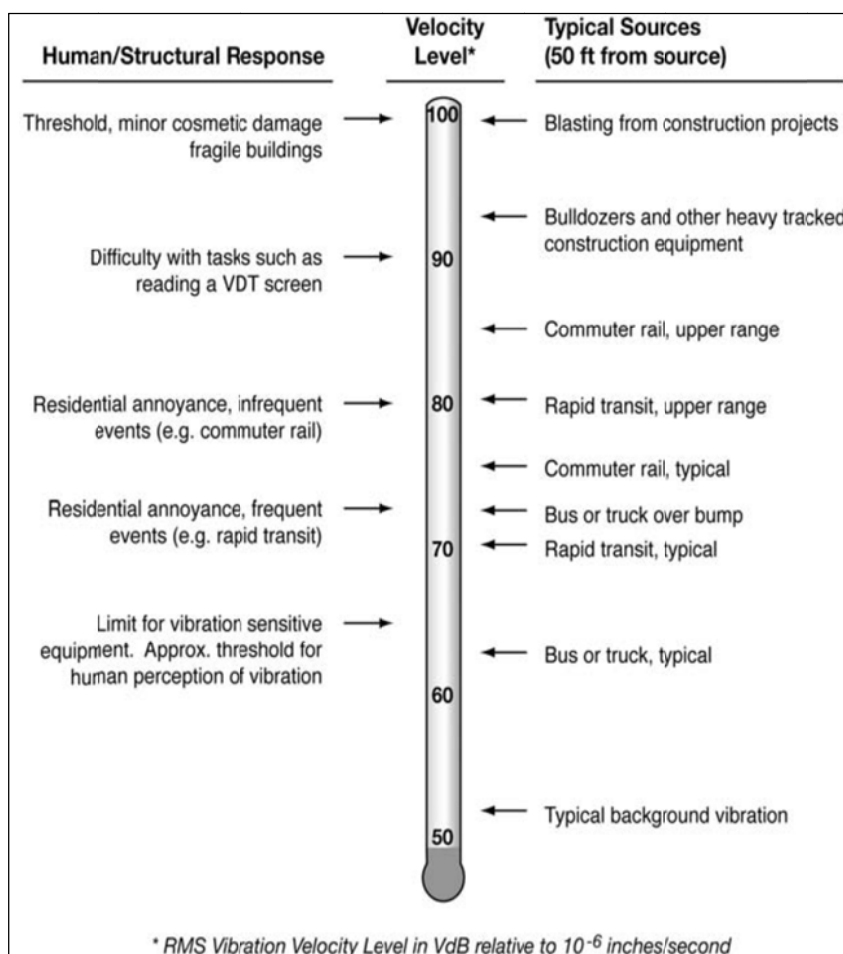 Human/Structural Response
Velocity
Level*
Typical Sources
(50 ft from source)
Threshold, minor cosmetic damage
fragile buildings
100
Blasting from construction projects
Bulldozers and other heavy tracked
construction equipment
Difficulty with tasks such as
reading a VDT screen
90
Commuter rail, upper range
Residential annoyance, infrequent
events (e.g. commuter rail)
80
Rapid transit, upper range
Commuter rail, typical
Residential annoyance, frequent
events (e.g. rapid transit)
Bus or truck over bump
70
Rapid transit, typical
Limit for vibration sensitive
equipment. Approx. threshold for
human perception of vibration
Bus or truck, typical
60
Typical background vibration
50
* RMS Vibration Velocity Level in VdB relative to 10⁻⁶ inches/second